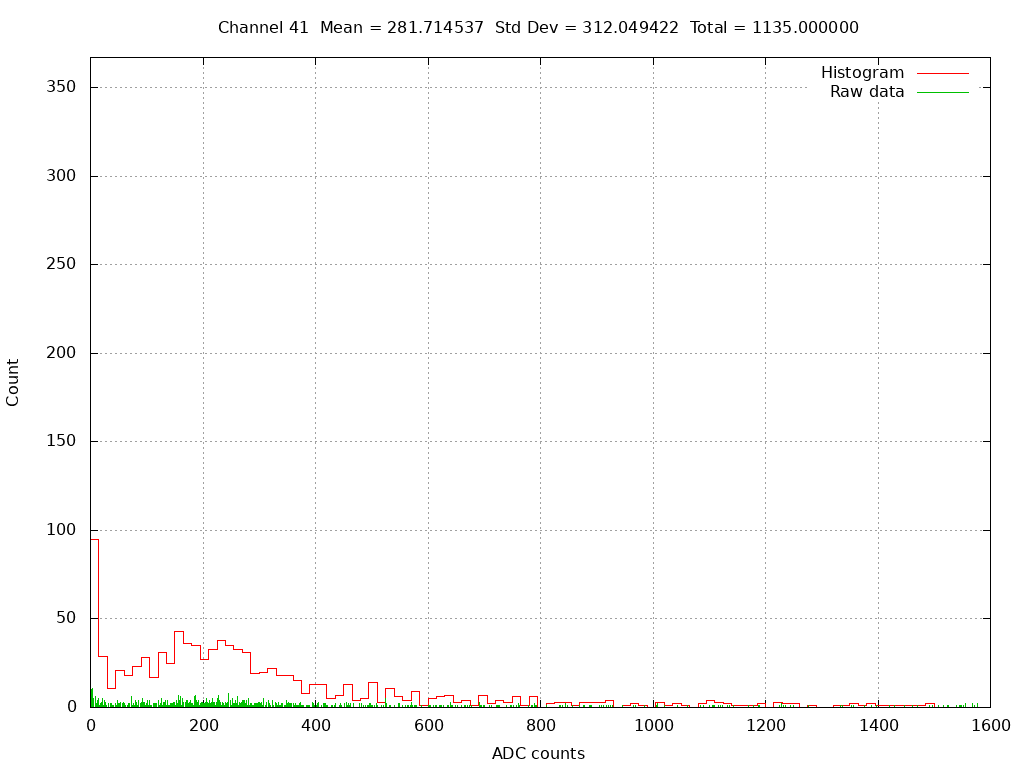 Channel 41  Mean = 281.714537  Std Dev = 312.049422  Total = 1135.000000
Histogram
Raw data
350
300
250
200
150
100
50
0
Count
0 200 400 600 800 1000 1200 1400 1600
ADC counts